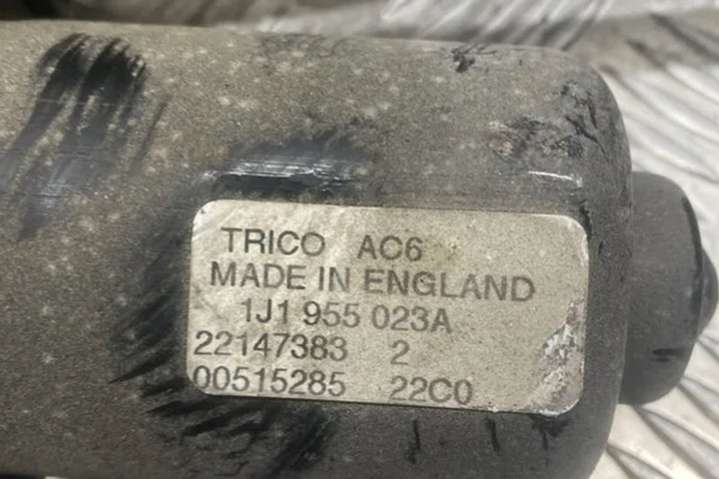 TRICO AC6
MADE IN ENGLAND
1J1 955 023A
22147383 2
00515285 22C0